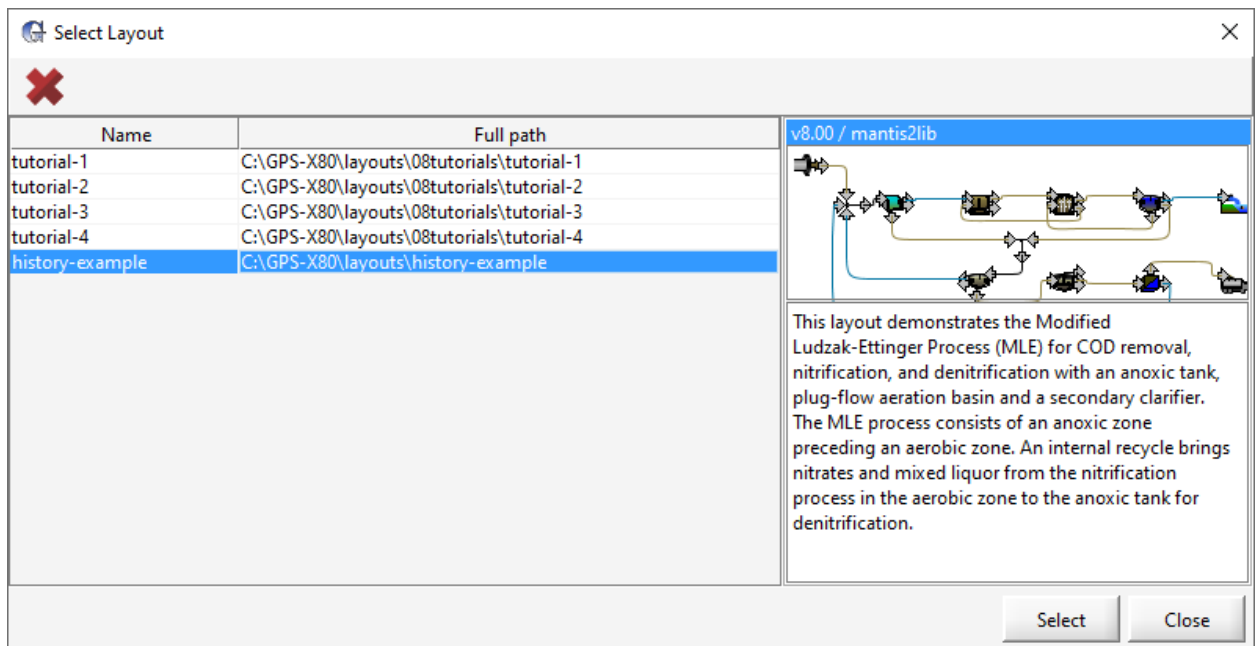 Select Layout
Name Full path
tutorial-1 C:\GPS-X80\layouts\08tutorials\tutorial-1
tutorial-2 C:\GPS-X80\layouts\08tutorials\tutorial-2
tutorial-3 C:\GPS-X80\layouts\08tutorials\tutorial-3
tutorial-4 C:\GPS-X80\layouts\08tutorials\tutorial-4
history-example C:\GPS-X80\layouts\history-example
v8.00 / mantis2lib
This layout demonstrates the Modified
Ludzak-Ettinger Process (MLE) for COD removal,
nitrification, and denitrification with an anoxic tank,
plug-flow aeration basin and a secondary clarifier.
The MLE process consists of an anoxic zone
preceding an aerobic zone. An internal recycle brings
nitrates and mixed liquor from the nitrification
process in the aerobic zone to the anoxic tank for
denitrification.
Select Close